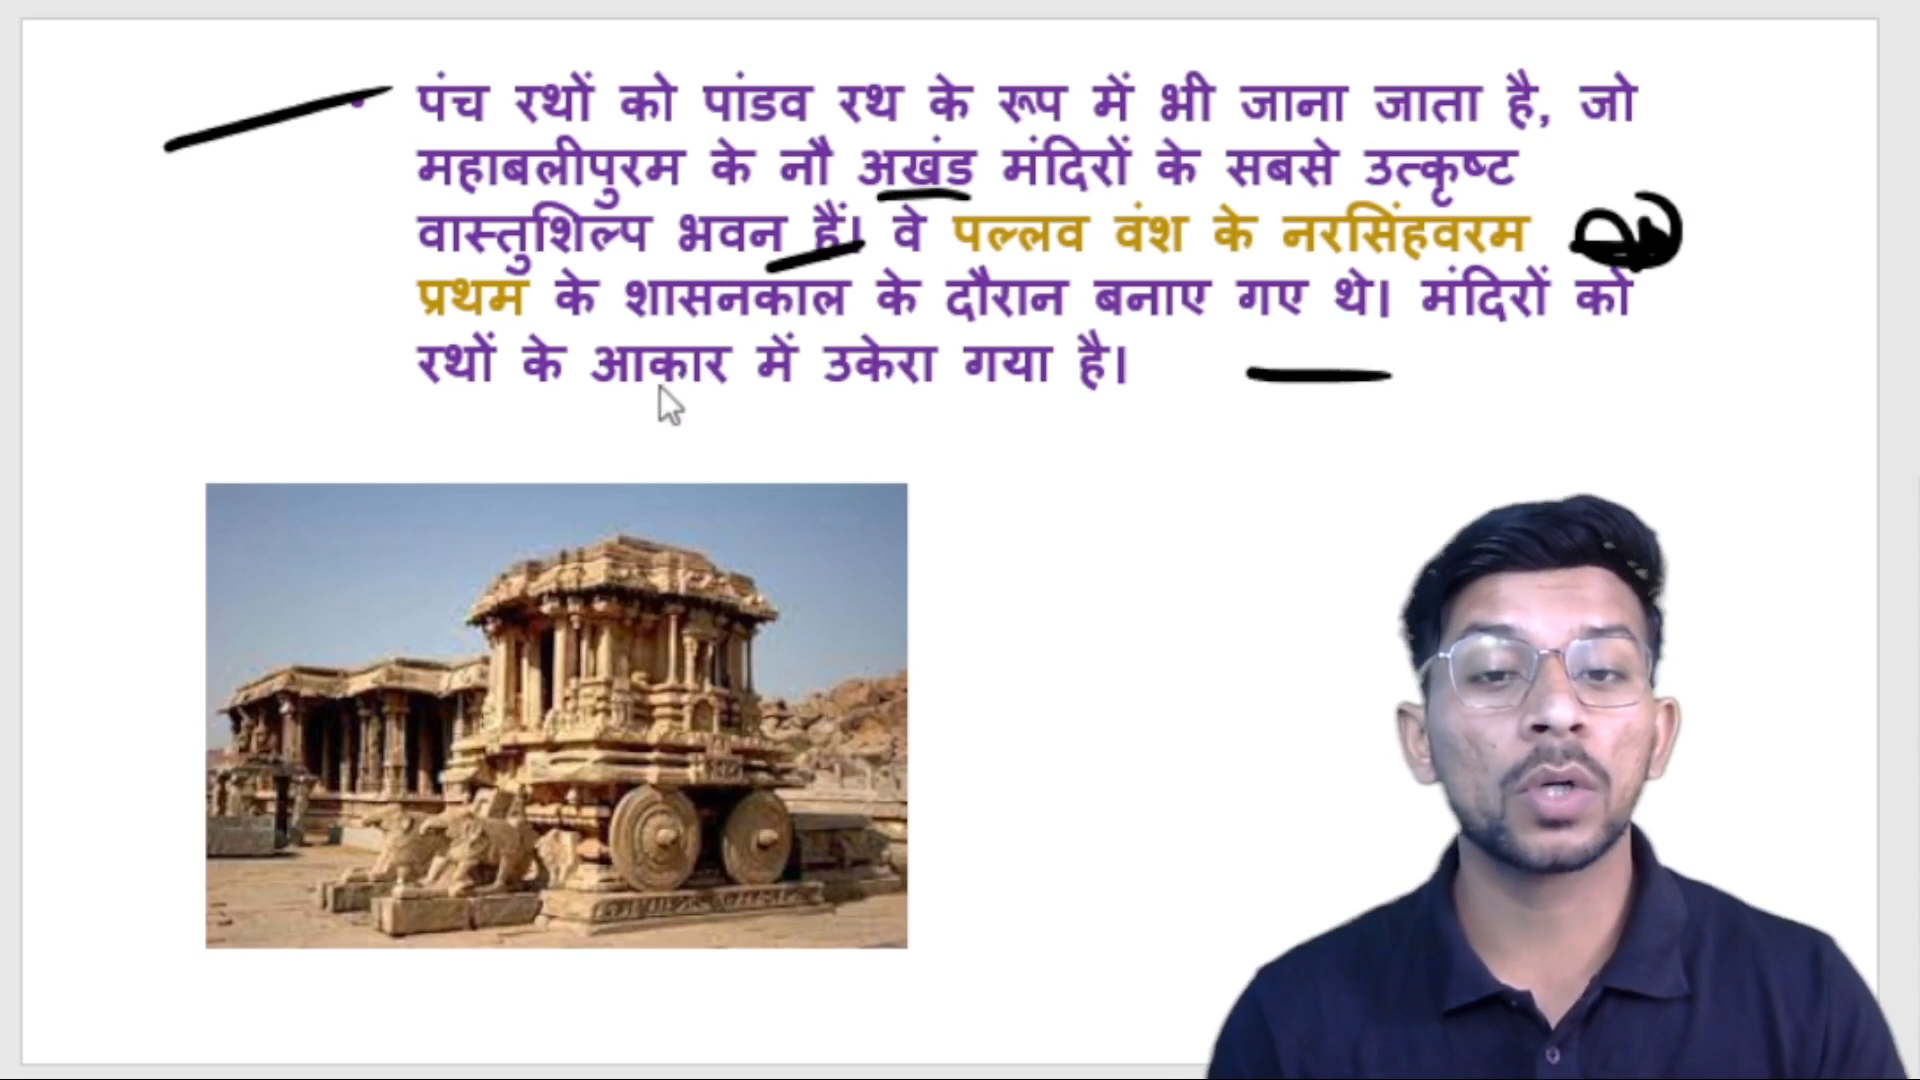 पंच रथों को पांडव रथ के रूप में भी जाना जाता है, जो
महाबलीपुरम के नौ अखंड मंदिरों के सबसे उत्कृष्ट
वास्तुशिल्प भवन हैं। वे पल्लव वंश के नरसिंहवरम
प्रथम के शासनकाल के दौरान बनाए गए थे। मंदिरों को
रथों के आकार में उकेरा गया है।